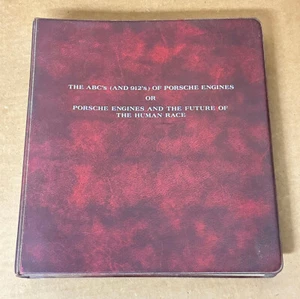 THE ABC's (AND 912's) OF PORSCHE ENGINES
OR
PORSCHE ENGINES AND THE FUTURE OF
THE HUMAN RACE